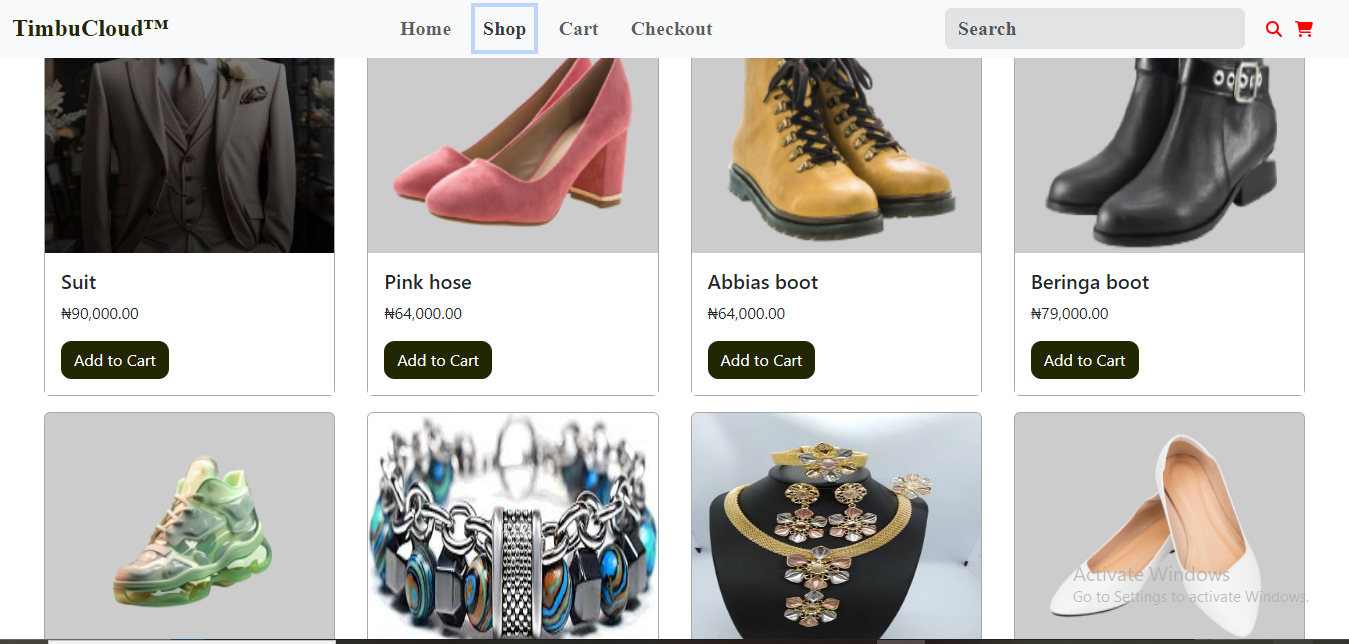 TimbuCloud™ Home Shop Cart Checkout Search
Suit Pink hose Abbias boot Beringa boot
₦90,000.00 ₦64,000.00 ₦64,000.00 ₦79,000.00
Add to Cart Add to Cart Add to Cart Add to Cart
Activate Windows
Go to Settings to activate Windows.